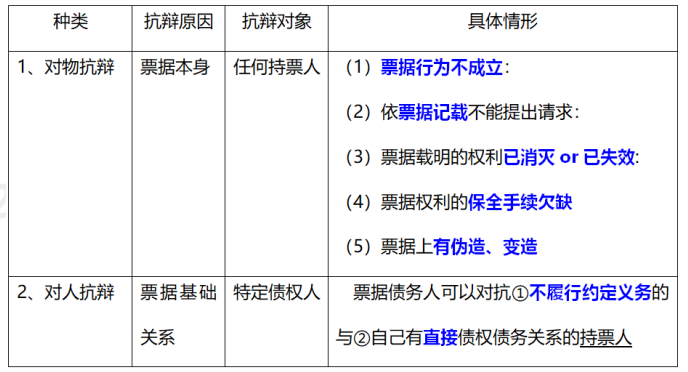 种类 抗辩原因 抗辩对象 具体情形
1、对物抗辩 票据本身 任何持票人 （1）票据行为不成立：
（2）依票据记载不能提出请求：
（3）票据载明的权利已消灭 or 已失效:
（4）票据权利的保全手续欠缺
（5）票据上有伪造、变造
2、对人抗辩 票据基础 特定债权人 票据债务人可以对抗①不履行约定义务的
关系 与②自己有直接债权债务关系的持票人